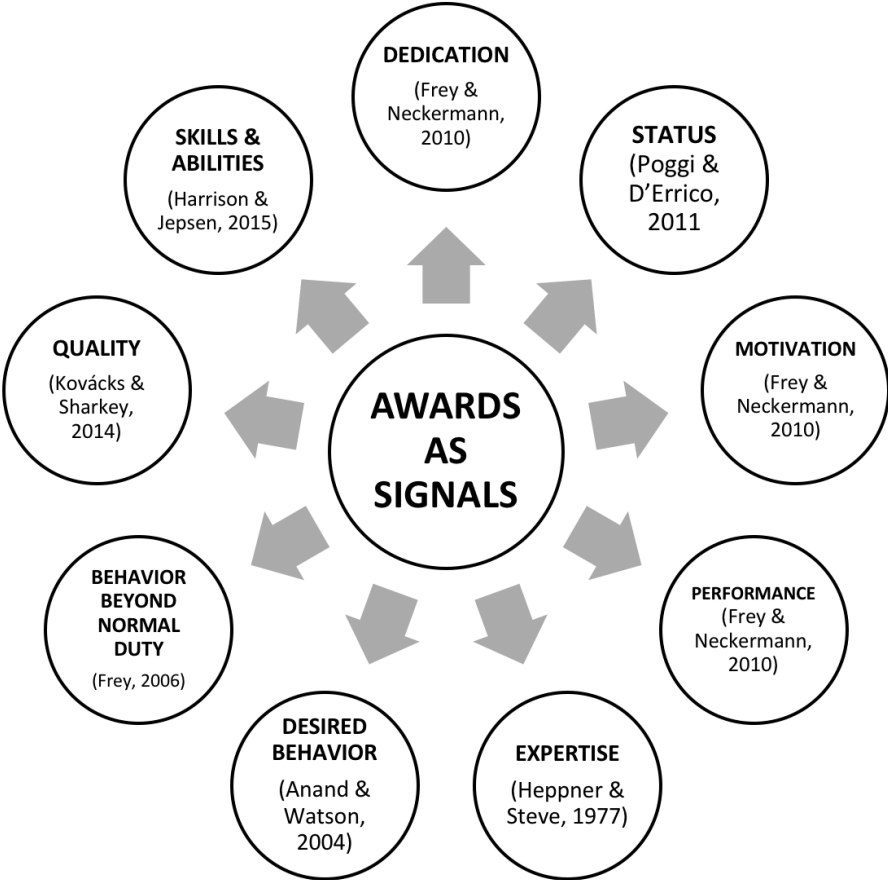 DEDICATION
(Frey &
Neckermann,
2010)
STATUS
(Poggi &
D’Errico,
2011
MOTIVATION
(Frey &
Neckermann,
2010)
PERFORMANCE
(Frey &
Neckermann,
2010)
EXPERTISE
(Heppner &
Steve, 1977)
DESIRED
BEHAVIOR
(Anand &
Watson,
2004)
BEHAVIOR
BEYOND
NORMAL
DUTY
(Frey, 2006)
QUALITY
(Kovácks &
Sharkey,
2014)
SKILLS &
ABILITIES
(Harrison &
Jepsen, 2015)
AWARDS
AS
SIGNALS